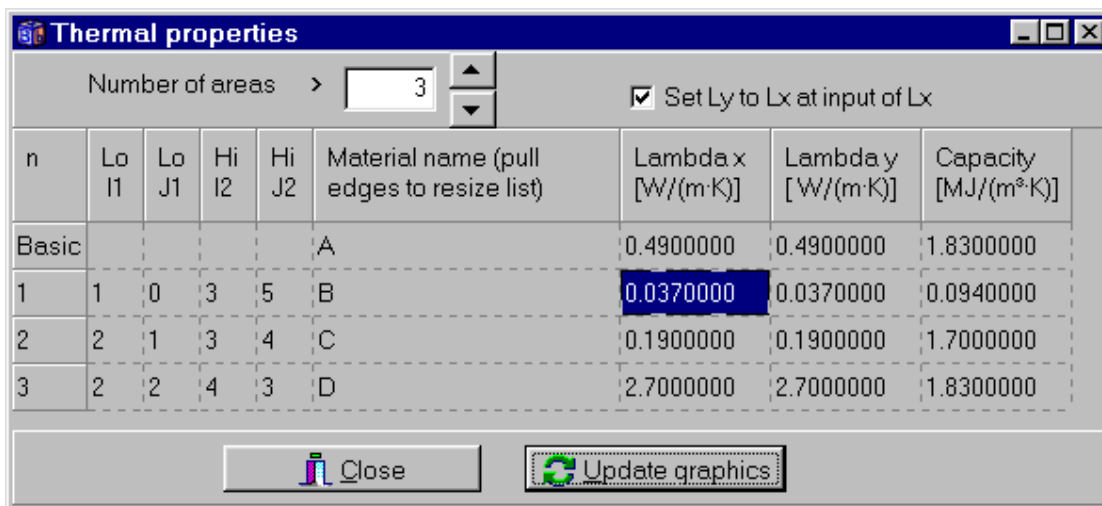 Thermal properties
Number of areas > 3
Set Ly to Lx at input of Lx
n Lo I1 Lo J1 Hi I2 Hi J2 Material name (pull edges to resize list) Lambda x [W/(m·K)] Lambda y [W/(m·K)] Capacity [MJ/(m³·K)]
Basic A 0.4900000 0.4900000 1.8300000
1 1 0 3 5 B 0.0370000 0.0370000 0.0940000
2 2 1 3 4 C 0.1900000 0.1900000 1.7000000
3 2 2 4 3 D 2.7000000 2.7000000 1.8300000
Close Update graphics